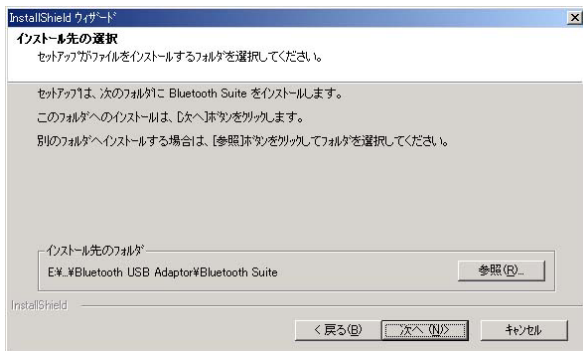 InstallShield ウィザード
インストール先の選択
セットアップがファイルをインストールするフォルダを選択してください。
セットアップは、次のフォルダに Bluetooth Suite をインストールします。
このフォルダへのインストールは、[次へ]ボタンをクリックします。
別のフォルダへインストールする場合は、[参照]ボタンをクリックしてフォルダを選択してください。
インストール先のフォルダ
E:¥...¥Bluetooth USB Adaptor¥Bluetooth Suite
参照(R)...
InstallShield
< 戻る(B)
次へ (N)>
キャンセル